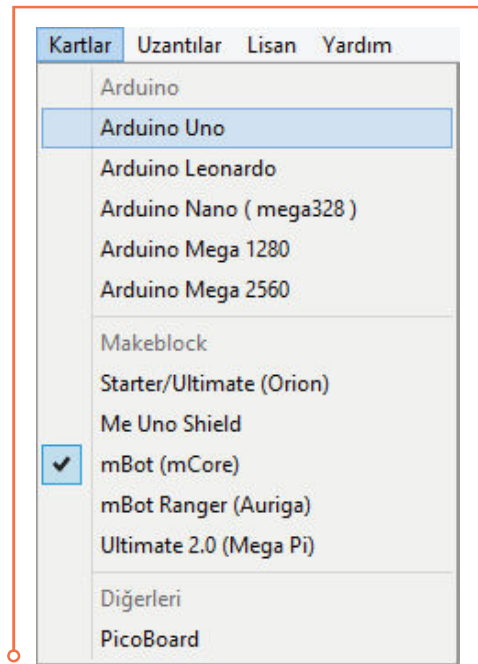 Kartlar Uzantılar Lisan Yardım
Arduino
Arduino Uno
Arduino Leonardo
Arduino Nano ( mega328 )
Arduino Mega 1280
Arduino Mega 2560
Makeblock
Starter/Ultimate (Orion)
Me Uno Shield
mBot (mCore)
mBot Ranger (Auriga)
Ultimate 2.0 (Mega Pi)
Diğerleri
PicoBoard